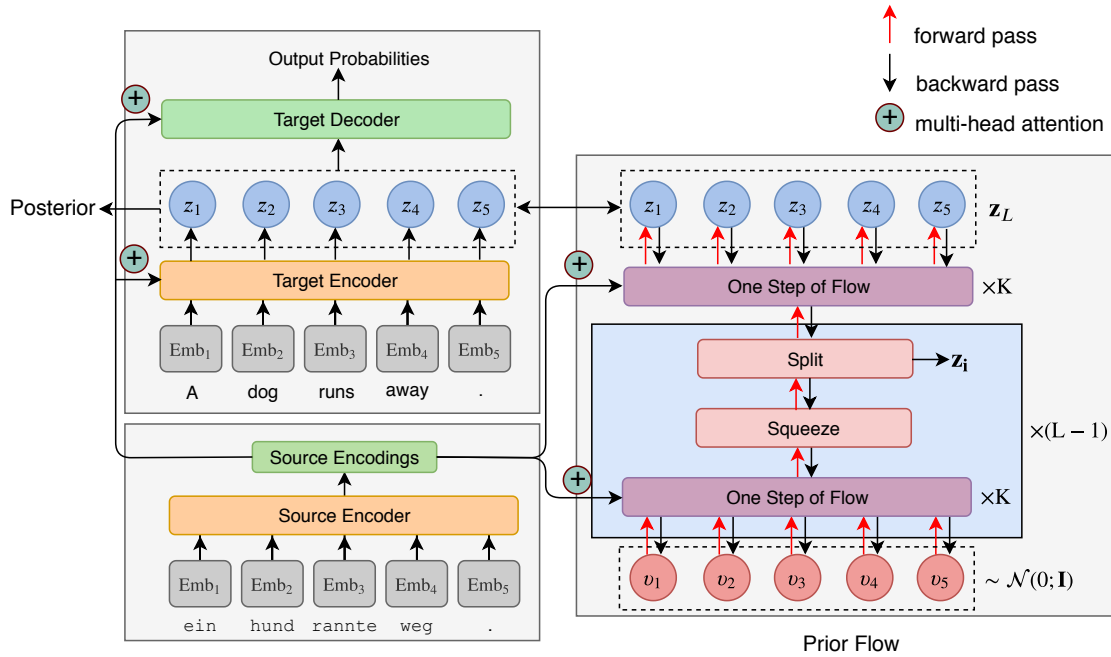 forward pass
backward pass
+ multi-head attention
Output Probabilities
+
Target Decoder
Posterior
z₁ z₂ z₃ z₄ z₅
+
Target Encoder
Emb₁ Emb₂ Emb₃ Emb₄ Emb₅
A dog runs away .
Source Encodings
Source Encoder
Emb₁ Emb₂ Emb₃ Emb₄ Emb₅
ein hund rannte weg .
z₁ z₂ z₃ z₄ z₅ z_L
+
One Step of Flow ×K
Split z_i
Squeeze
×(L − 1)
+
One Step of Flow ×K
υ₁ υ₂ υ₃ υ₄ υ₅ ∼ 𝒩(0; I)
Prior Flow